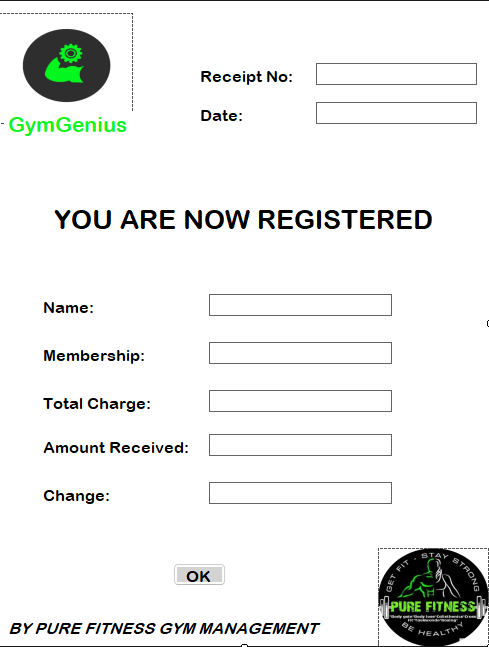 GymGenius
Receipt No:
Date:
YOU ARE NOW REGISTERED
Name:
Membership:
Total Charge:
Amount Received:
Change:
OK
GET FIT - STAY STRONG
PURE FITNESS
BE HEALTHY
BY PURE FITNESS GYM MANAGEMENT